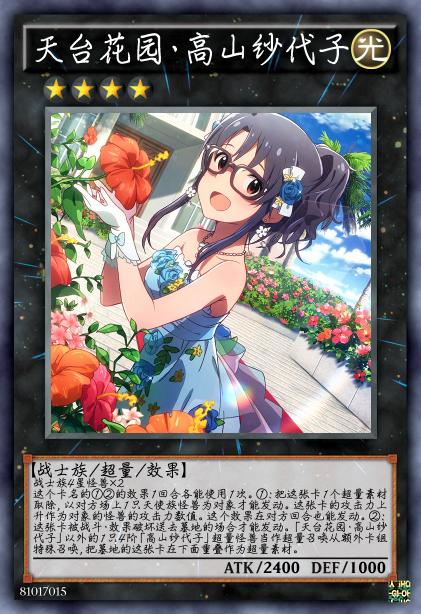 天台花园·高山纱代子
光
【战士族/超量/效果】
战士族4星怪兽×2
这个卡名的①②的效果1回合各能使用1次。①：把这张卡1个超量素材
取除，以对方场上1只天使族怪兽为对象才能发动。这张卡的攻击力上
升作为对象的怪兽的攻击力数值。这个效果在对方回合也能发动。②：
这张卡被战斗·效果破坏送去墓地的场合才能发动。「天台花园·高山纱代
子」以外的1只4阶「高山纱代子」超量怪兽当作超量召唤从额外卡组
特殊召唤，把墓地的这张卡在下面重叠作为超量素材。
ATK/2400 DEF/1000
81017015